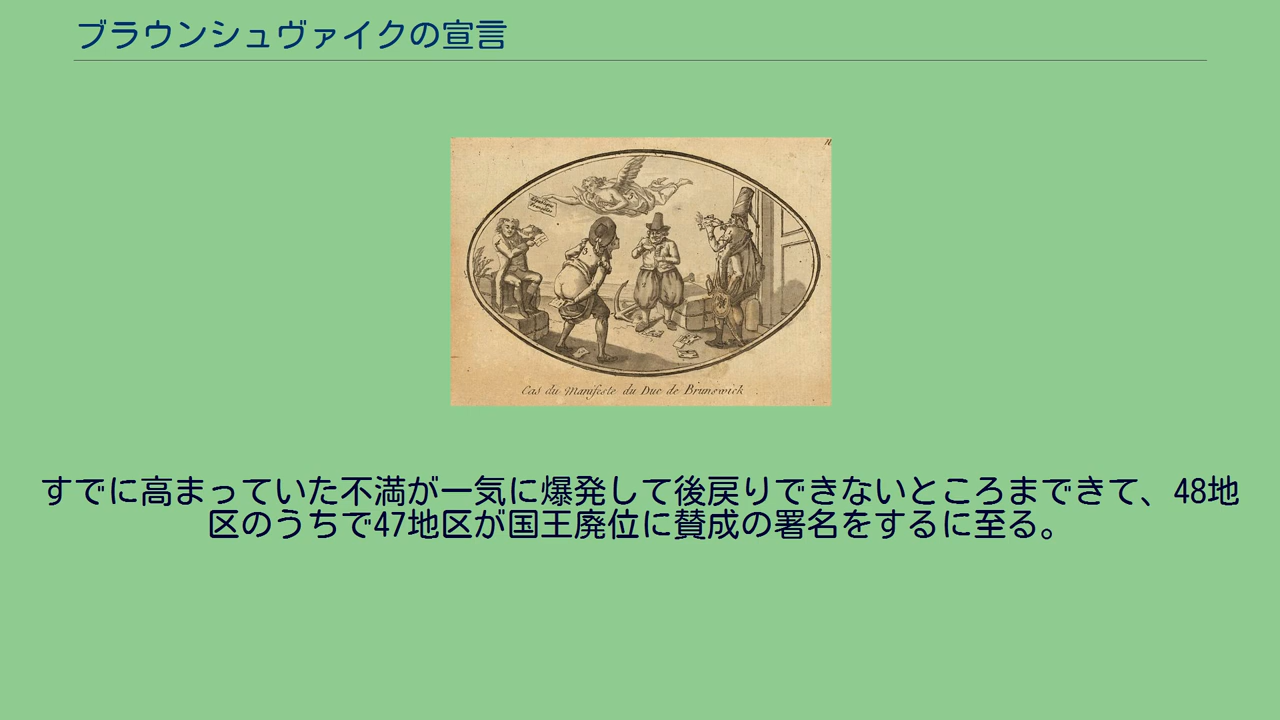 ブラウンシュヴァイクの宣言
Cas du Manifeste du Duc de Brunswick
すでに高まっていた不満が一気に爆発して後戻りできないところまできて、48地
区のうちで47地区が国王廃位に賛成の署名をするに至る。